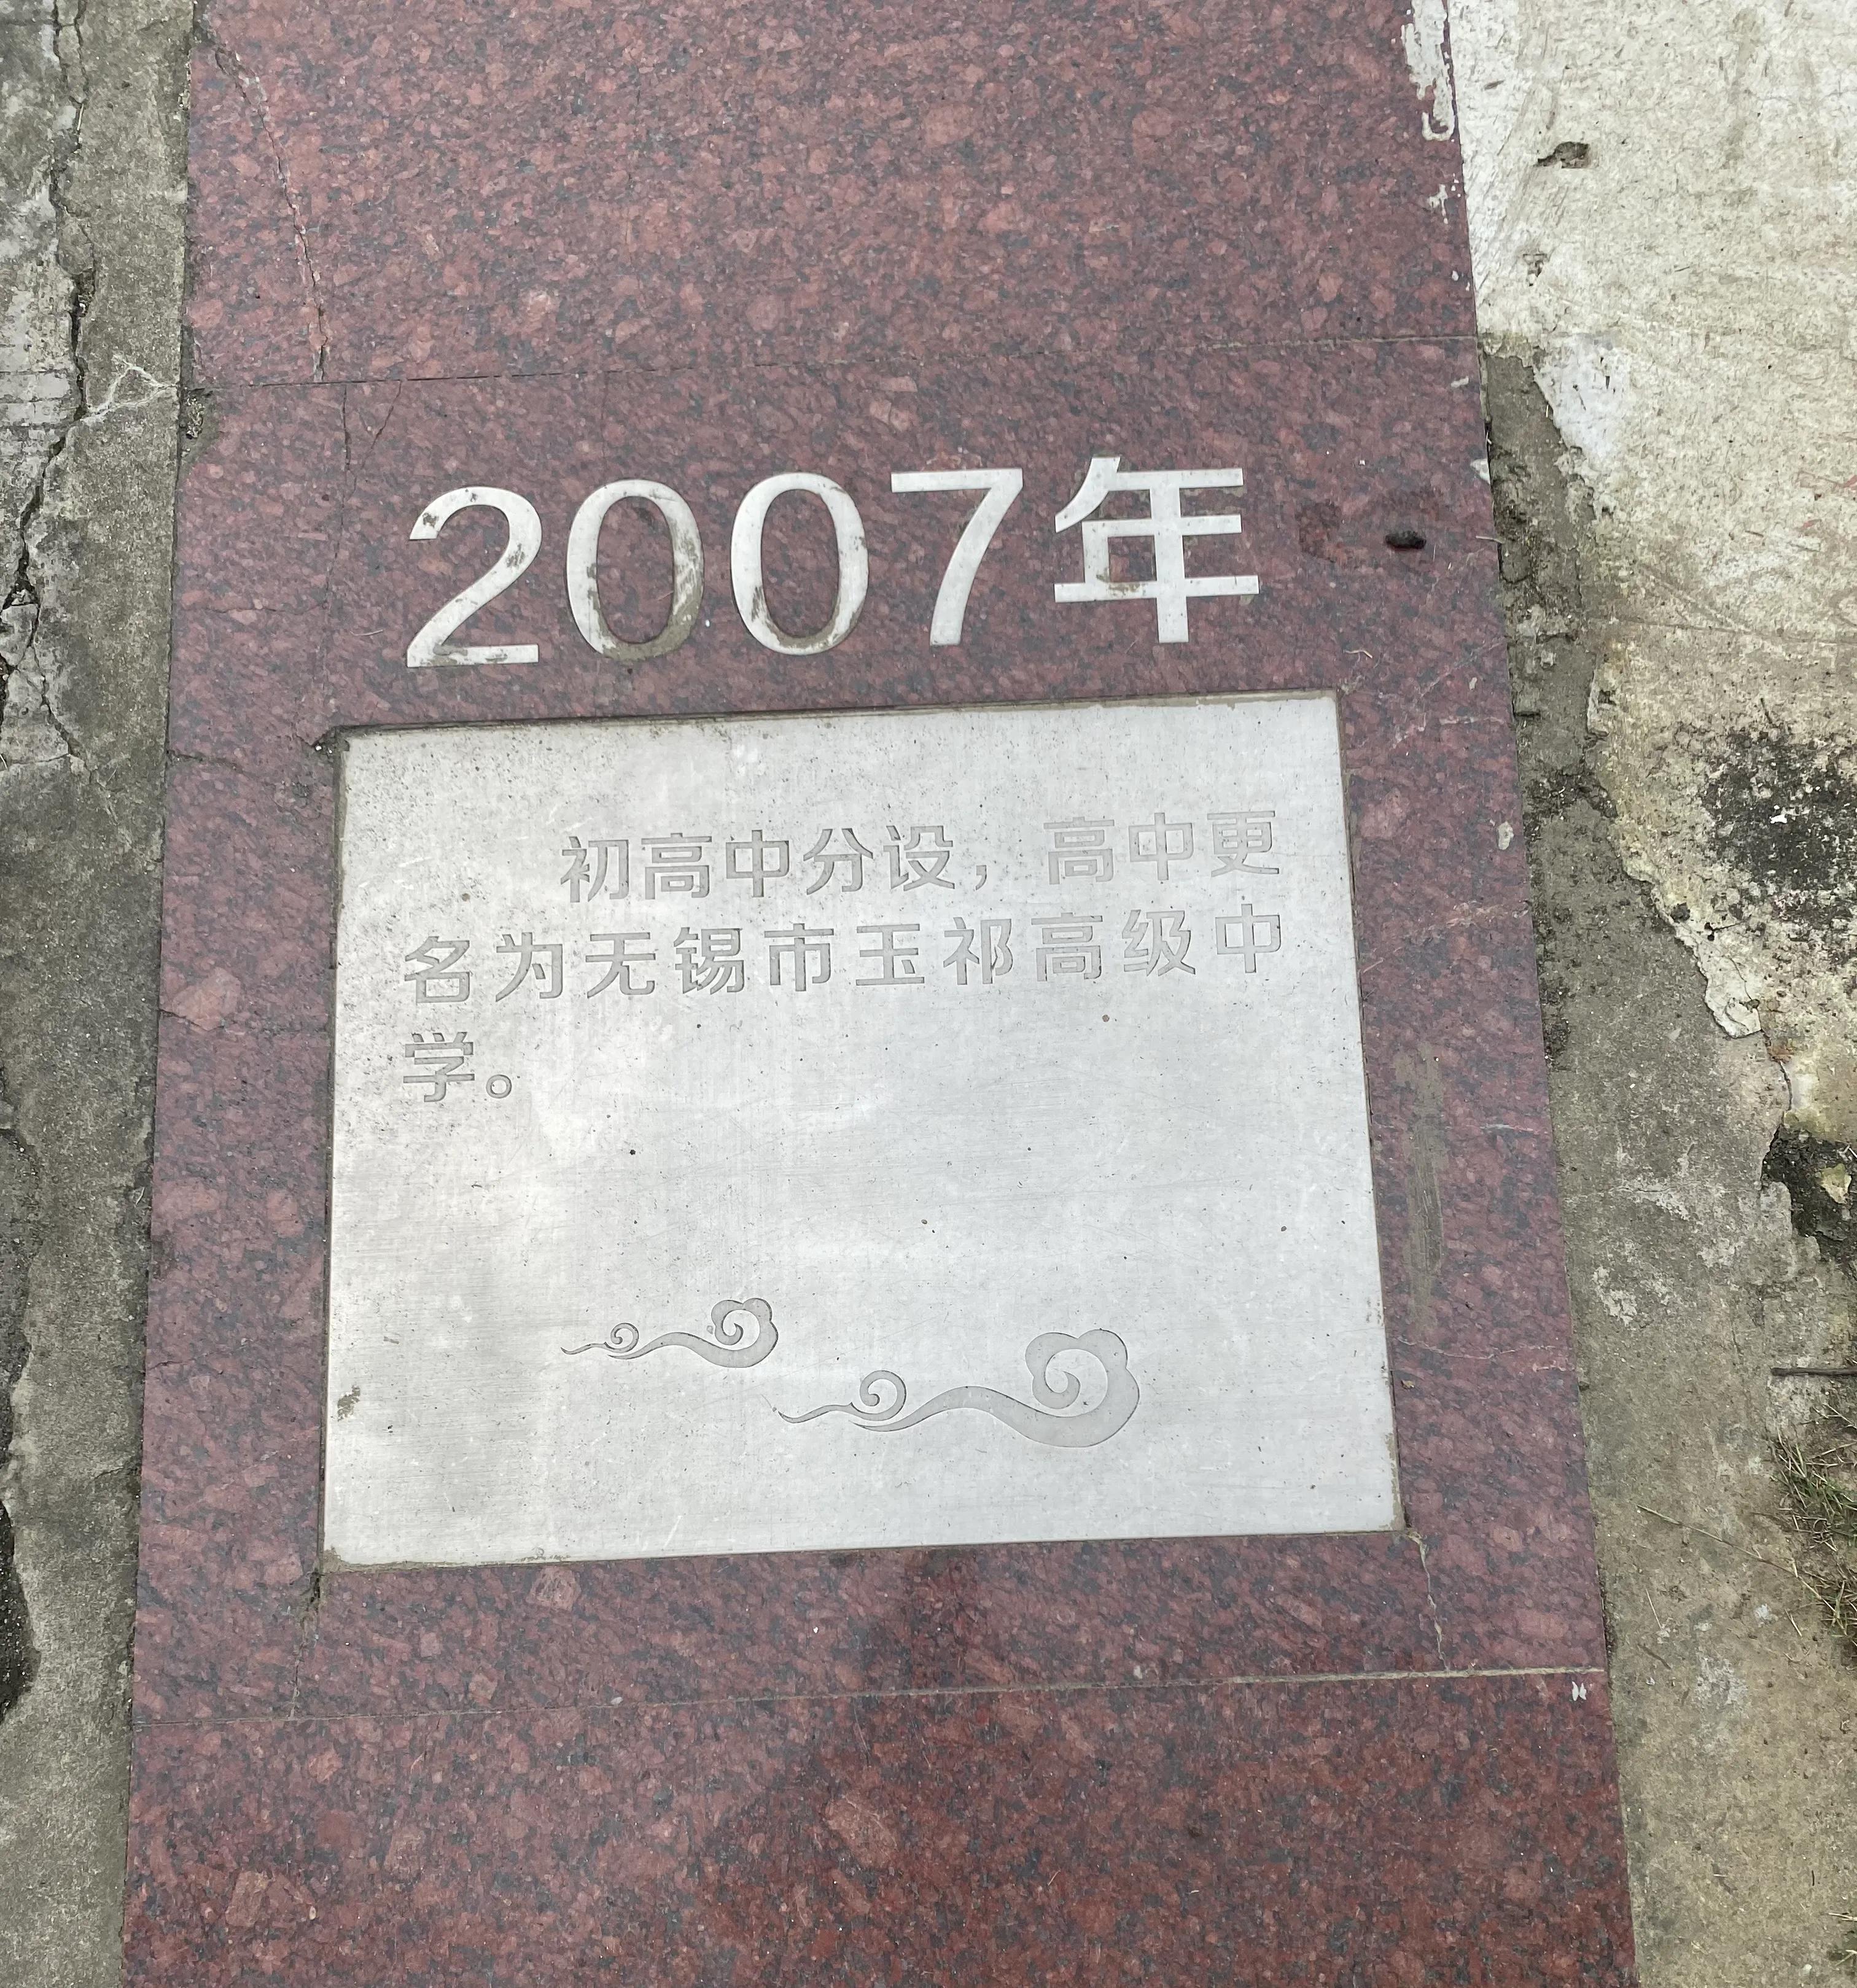 2007年
初高中分设，高中更
名为无锡市玉祁高级中
学。